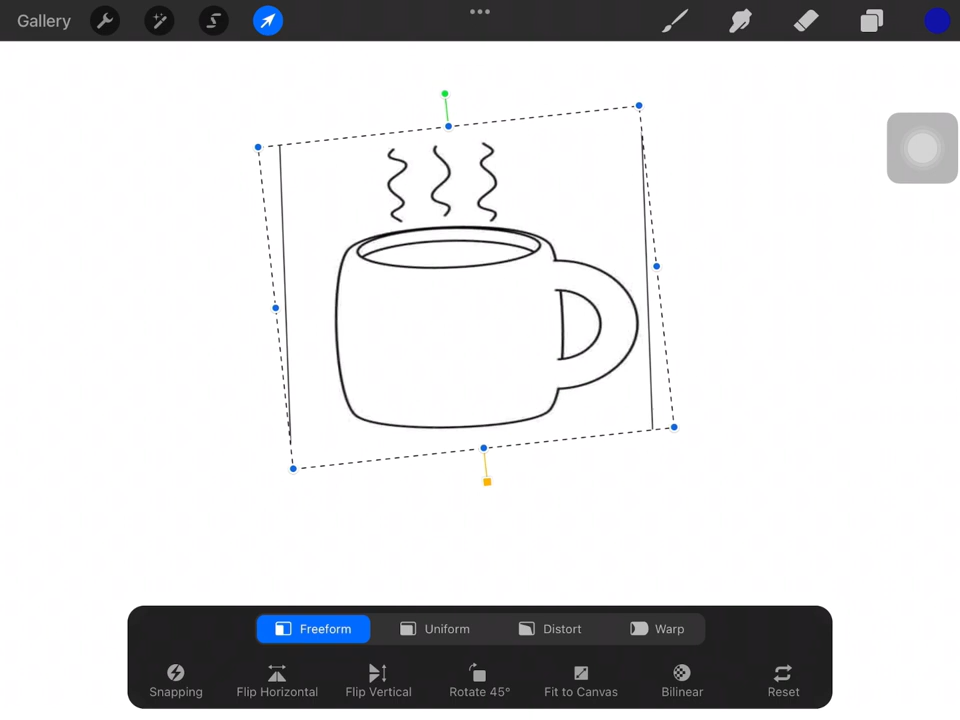 Gallery
Freeform Uniform Distort Warp
Snapping Flip Horizontal Flip Vertical Rotate 45° Fit to Canvas Bilinear Reset